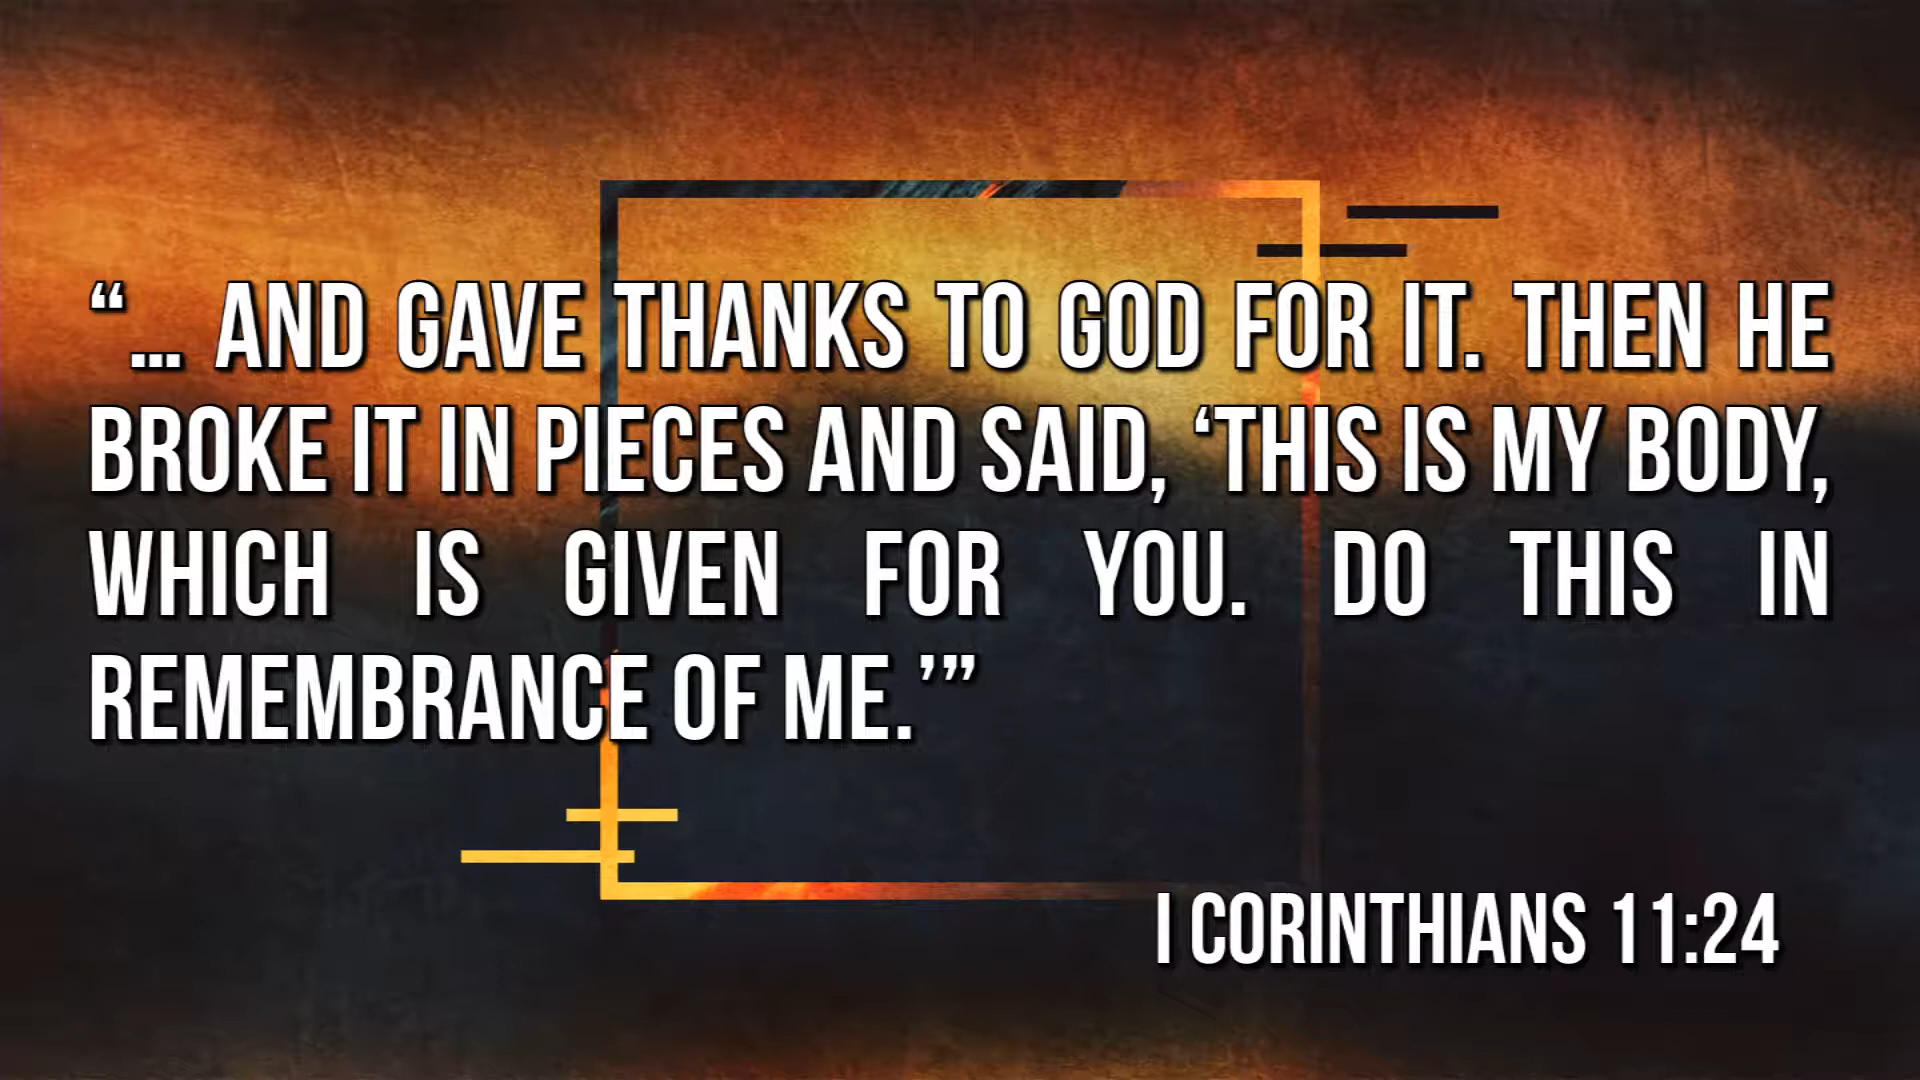 “… AND GAVE THANKS TO GOD FOR IT. THEN HE
BROKE IT IN PIECES AND SAID, ‘THIS IS MY BODY,
WHICH IS GIVEN FOR YOU. DO THIS IN
REMEMBRANCE OF ME.’”
I CORINTHIANS 11:24